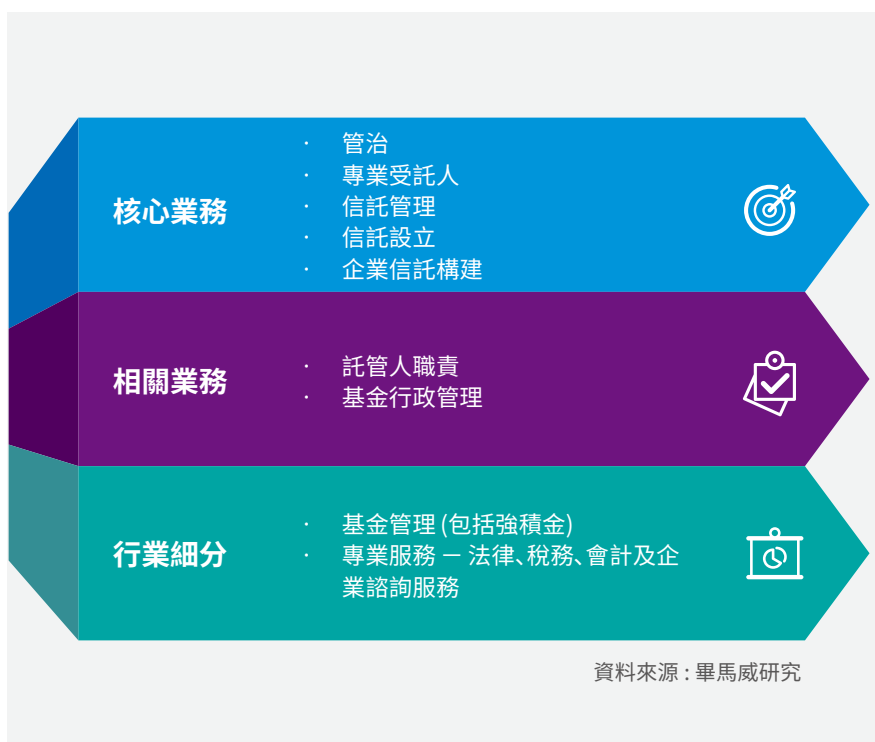 核心業務
· 管治
· 專業受託人
· 信託管理
· 信託設立
· 企業信託構建
相關業務
· 託管人職責
· 基金行政管理
行業細分
· 基金管理 (包括強積金)
· 專業服務 — 法律、稅務、會計及企
業諮詢服務
資料來源 : 畢馬威研究